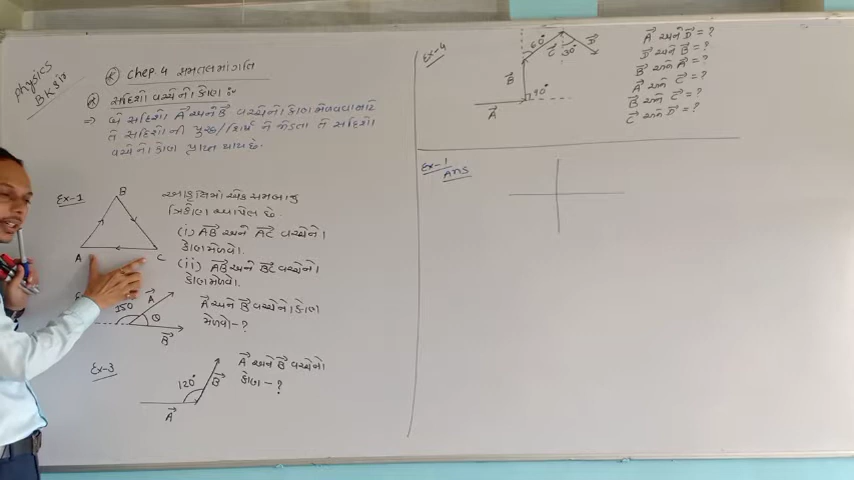 Physics
BK sir
* Chep. 4 સમતલમાં ગતિ
* સદિશો વચ્ચેનો કોણ :-
⇒ બે સદિશો A⃗ અને B⃗ વચ્ચેનો કોણ મેળવવા માટે
તે સદિશોની પુચ્છ/શિર્ષ ને જોડતા તે સદિશો
વચ્ચેનો કોણ પ્રાપ્ત થાય છે.
Ex-1
B
A
C
આકૃતિમાં એક સમબાજુ
ત્રિકોણ આપેલ છે.
(i) AB⃗ અને AC⃗ વચ્ચેનો
કોણ મેળવો.
(ii) AB⃗ અને BC⃗ વચ્ચેનો
કોણ મેળવો.
150°
A⃗
θ
B⃗
A⃗ અને B⃗ વચ્ચેનો કોણ
મેળવો - ?
Ex-3
120°
B⃗
A⃗
A⃗ અને B⃗ વચ્ચેનો
કોણ - ?
Ex-4
60°
C⃗
30°
D⃗
B⃗
90°
A⃗
A⃗ અને D⃗ = ?
D⃗ અને B⃗ = ?
B⃗ અને A⃗ = ?
A⃗ અને C⃗ = ?
B⃗ અને C⃗ = ?
C⃗ અને D⃗ = ?
Ex-1
Ans